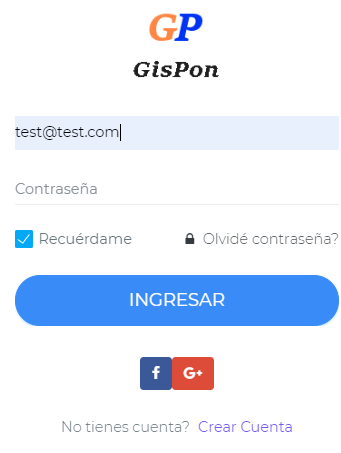 GP
GisPon
test@test.com
Contraseña
Recuérdame
Olvidé contraseña?
INGRESAR
f
G+
No tienes cuenta? Crear Cuenta